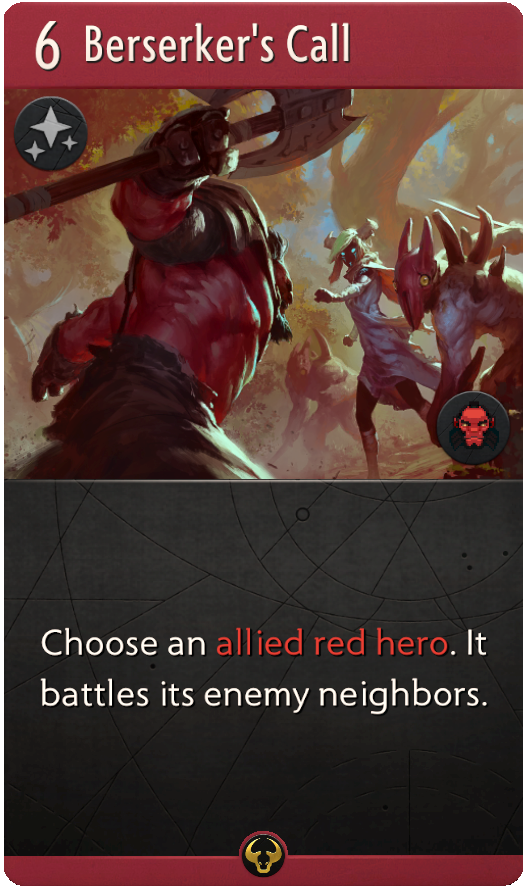 6 Berserker's Call
Choose an allied red hero. It
battles its enemy neighbors.